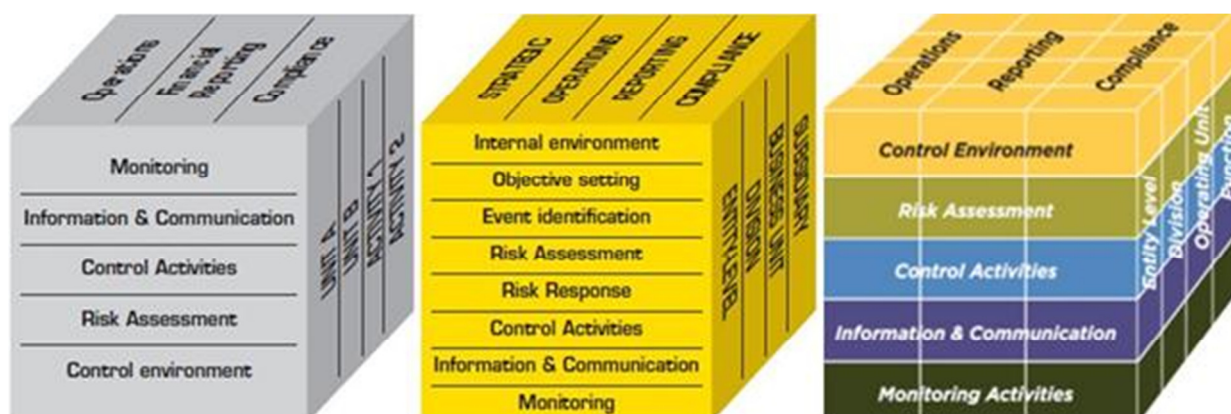 Operations
Financial
Reporting
Compliance
Monitoring
Information & Communication
Control Activities
Risk Assessment
Control environment
UNIT A
UNIT B
ACTIVITY 1
ACTIVITY 2
STRATEGIC
OPERATIONS
REPORTING
COMPLIANCE
Internal environment
Objective setting
Event identification
Risk Assessment
Risk Response
Control Activities
Information & Communication
Monitoring
ENTITY-LEVEL
DIVISION
BUSINESS UNIT
SUBSIDIARY
Operations
Reporting
Compliance
Control Environment
Risk Assessment
Control Activities
Information & Communication
Monitoring Activities
Entity Level
Division
Operating Unit
Function